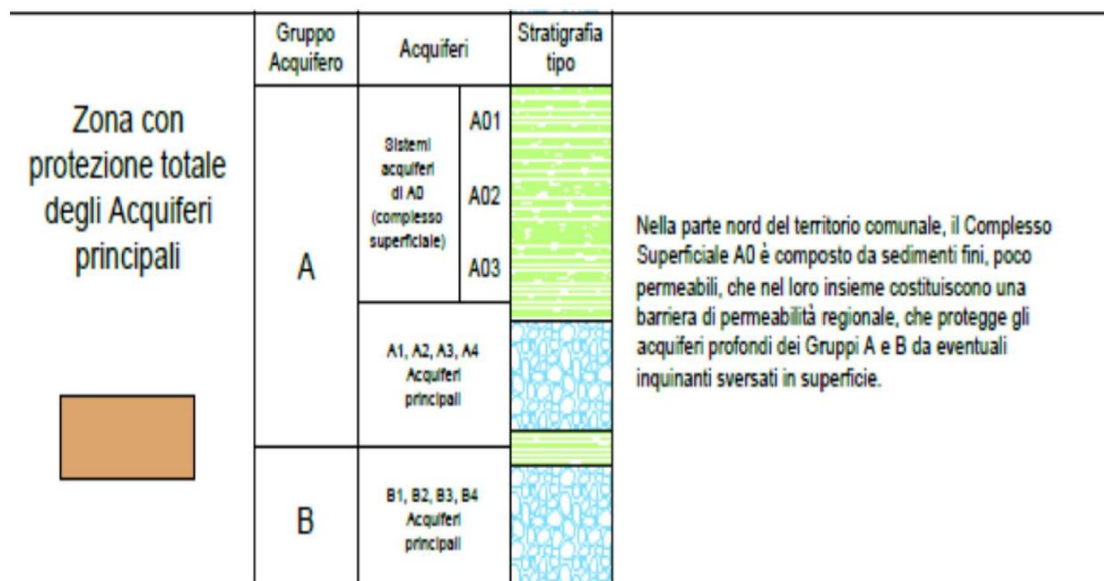 Gruppo
Acquifero
Acquiferi
Stratigrafia
tipo
Zona con
protezione totale
degli Acquiferi
principali
A
Sistemi
acquiferi
di A0
(complesso
superficiale)
A01
A02
A03
A1, A2, A3, A4
Acquiferi
principali
B
B1, B2, B3, B4
Acquiferi
principali
Nella parte nord del territorio comunale, il Complesso
Superficiale A0 è composto da sedimenti fini, poco
permeabili, che nel loro insieme costituiscono una
barriera di permeabilità regionale, che protegge gli
acquiferi profondi dei Gruppi A e B da eventuali
inquinanti sversati in superficie.